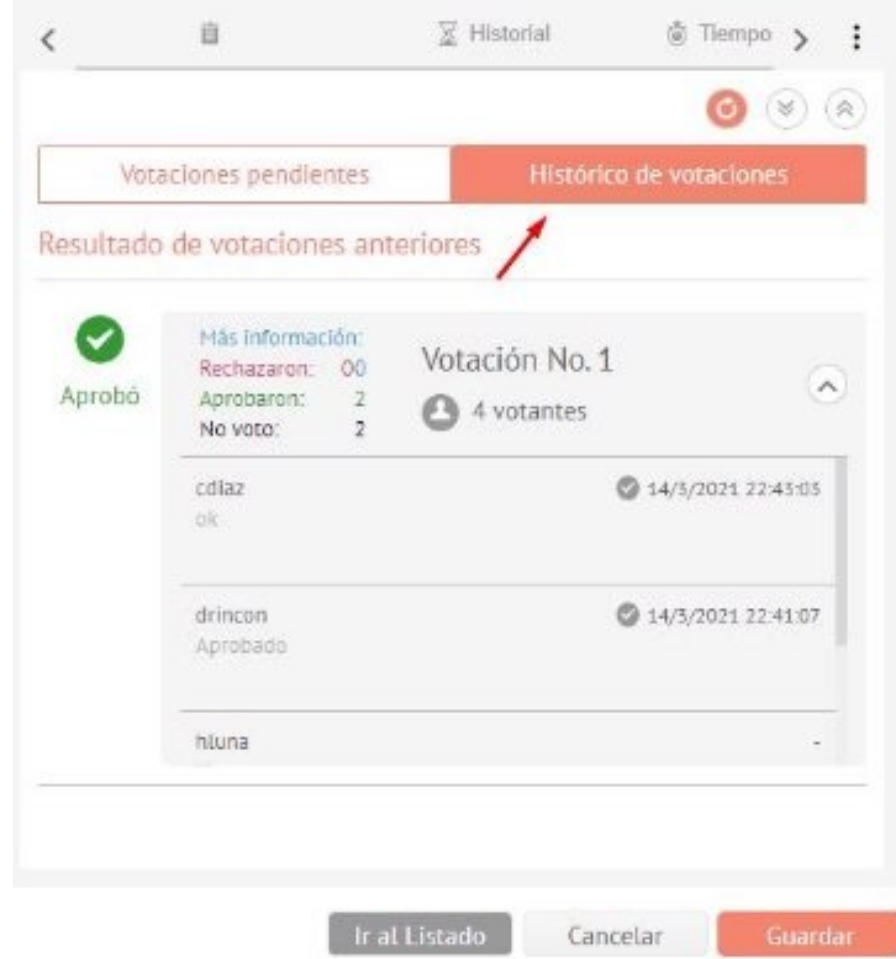 Historial
Tiempo
Votaciones pendientes
Histórico de votaciones
Resultado de votaciones anteriores
Aprobó
Más información:
Rechazaron: 00
Aprobaron: 2
No voto: 2
Votación No. 1
4 votantes
cdiaz
14/3/2021 22:43:03
ok
drincon
14/3/2021 22:41:07
Aprobado
hluna
-
Ir al Listado
Cancelar
Guardar